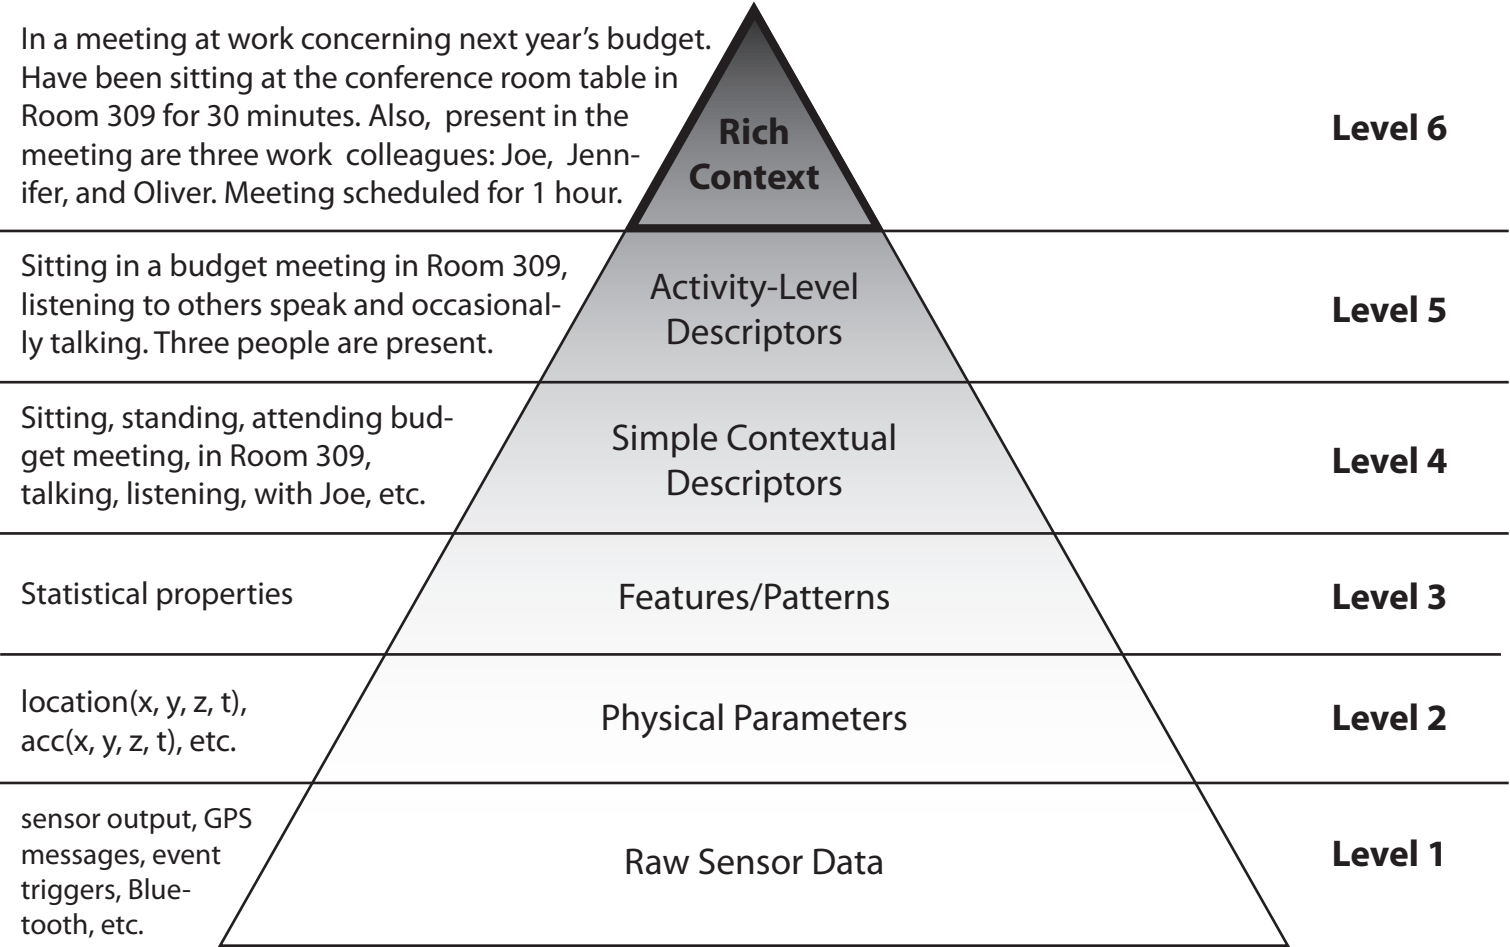 In a meeting at work concerning next year’s budget.
Have been sitting at the conference room table in
Room 309 for 30 minutes. Also,  present in the
meeting are three work  colleagues: Joe,  Jenn-
ifer, and Oliver. Meeting scheduled for 1 hour.
Rich
Context
Level 6
Sitting in a budget meeting in Room 309,
listening to others speak and occasional-
ly talking. Three people are present.
Activity-Level
Descriptors
Level 5
Sitting, standing, attending bud-
get meeting, in Room 309,
talking, listening, with Joe, etc.
Simple Contextual
Descriptors
Level 4
Statistical properties
Features/Patterns
Level 3
location(x, y, z, t),
acc(x, y, z, t), etc.
Physical Parameters
Level 2
sensor output, GPS
messages, event
triggers, Blue-
tooth, etc.
Raw Sensor Data
Level 1